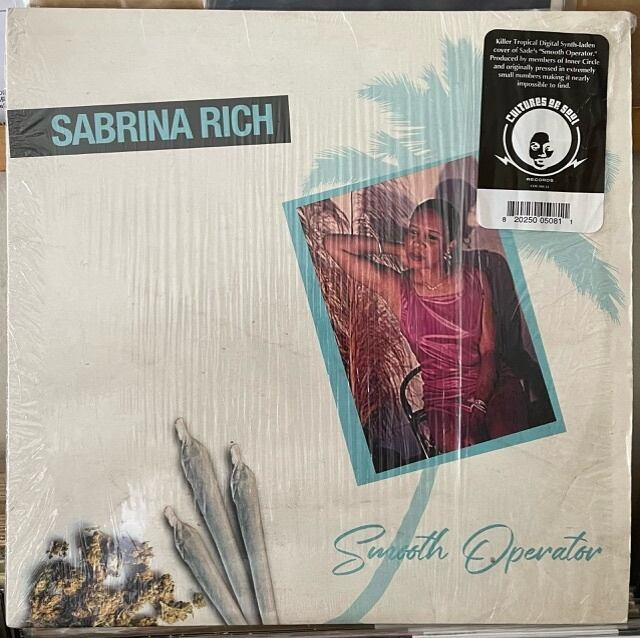 Killer Tropical Digital Synth-laden
cover of Sade's "Smooth Operator."
Produced by members of Inner Circle
and originally pressed in extremely
small numbers making it nearly
impossible to find.
CULTURES OF SOUL
RECORDS
8 20250 05081 1
SABRINA RICH
Smooth Operator